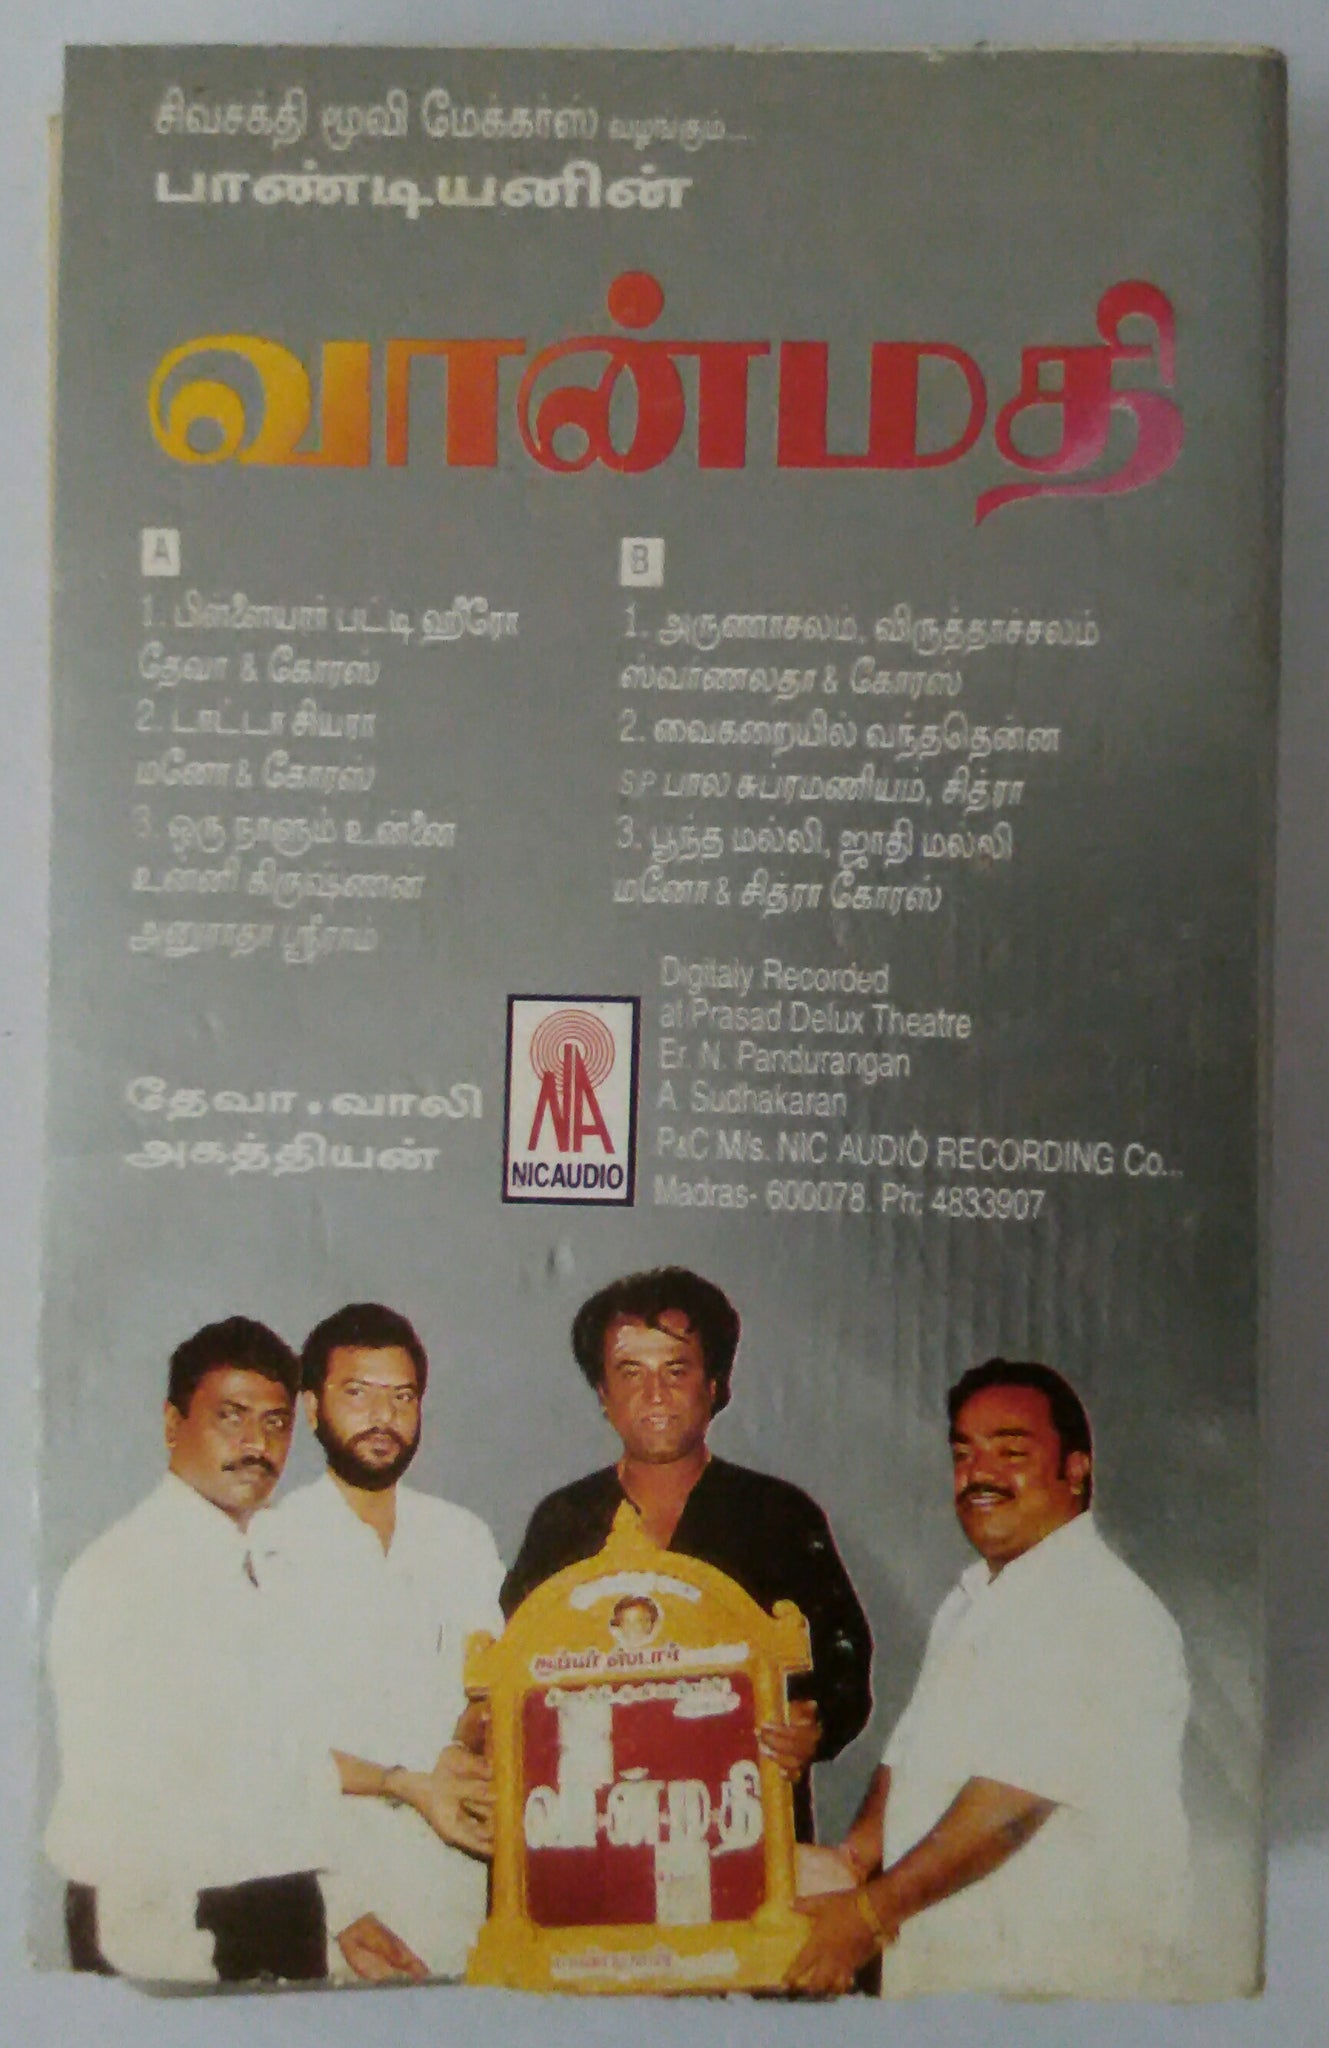 சிவசக்தி மூவி மேக்கர்ஸ் வழங்கும்...
பாண்டியனின்
வான்மதி
A
1. பிள்ளையார் பட்டி ஹீரோ
தேவா & கோரஸ்
2. டாட்டா சியரா
மனோ & கோரஸ்
3. ஒரு நாளும் உன்னை
உன்னி கிருஷ்ணன்
அனுராதா ஸ்ரீராம்
B
1. அருணாசலம், விருத்தாச்சலம்
ஸ்வர்ணலதா & கோரஸ்
2. வைகறையில் வந்ததென்ன
S.P. பால சுப்ரமணியம், சித்ரா
3. பூந்த மல்லி, ஜாதி மல்லி
மனோ & சித்ரா கோரஸ்
தேவா . வாலி
அகத்தியன்
NA
NICAUDIO
Digitaly Recorded
at Prasad Delux Theatre
Er. N. Pandurangan
A. Sudhakaran
P&C M/s. NIC AUDIO RECORDING Co...
Madras- 600078. Ph: 4833907
சூப்பர் ஸ்டார்
வான்மதி